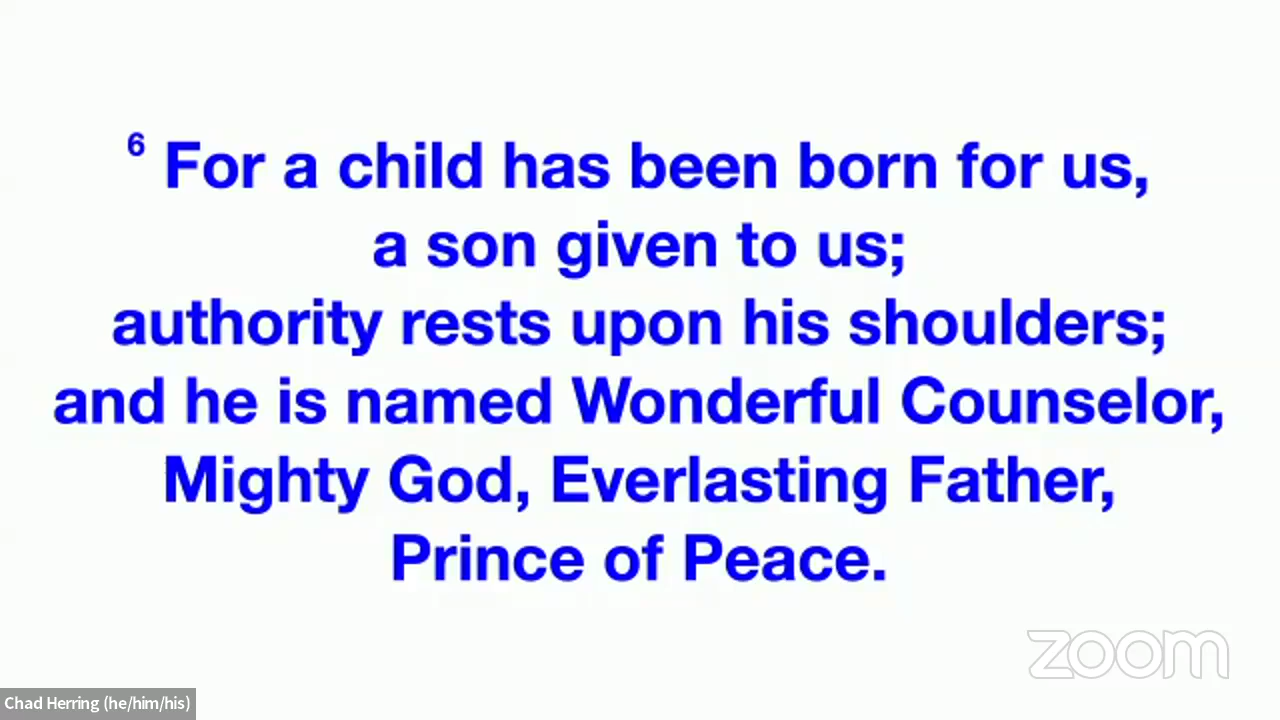 6 For a child has been born for us,
a son given to us;
authority rests upon his shoulders;
and he is named Wonderful Counselor,
Mighty God, Everlasting Father,
Prince of Peace.
zoom
Chad Herring (he/him/his)